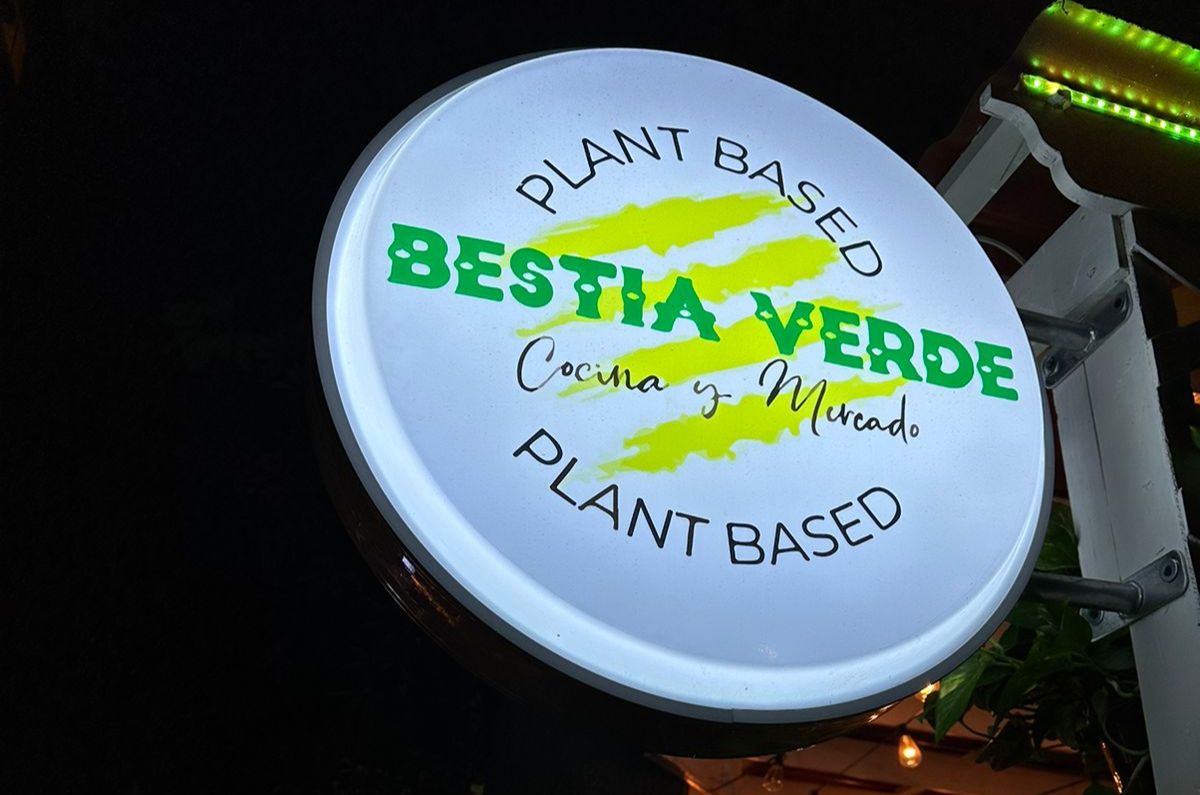 PLANT BASED
BESTIA VERDE
Cocina y Mercado
PLANT BASED